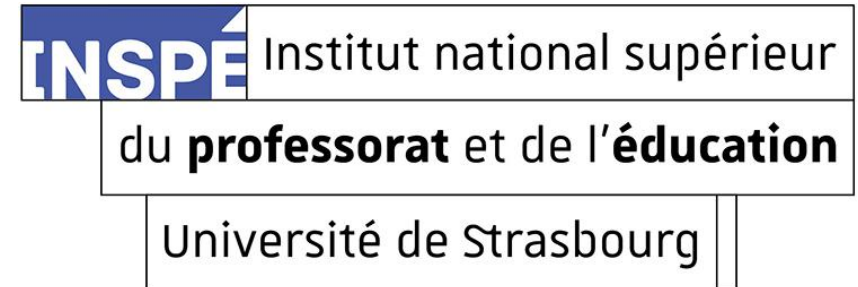 INSPÉ Institut national supérieur
du professorat et de l'éducation
Université de Strasbourg